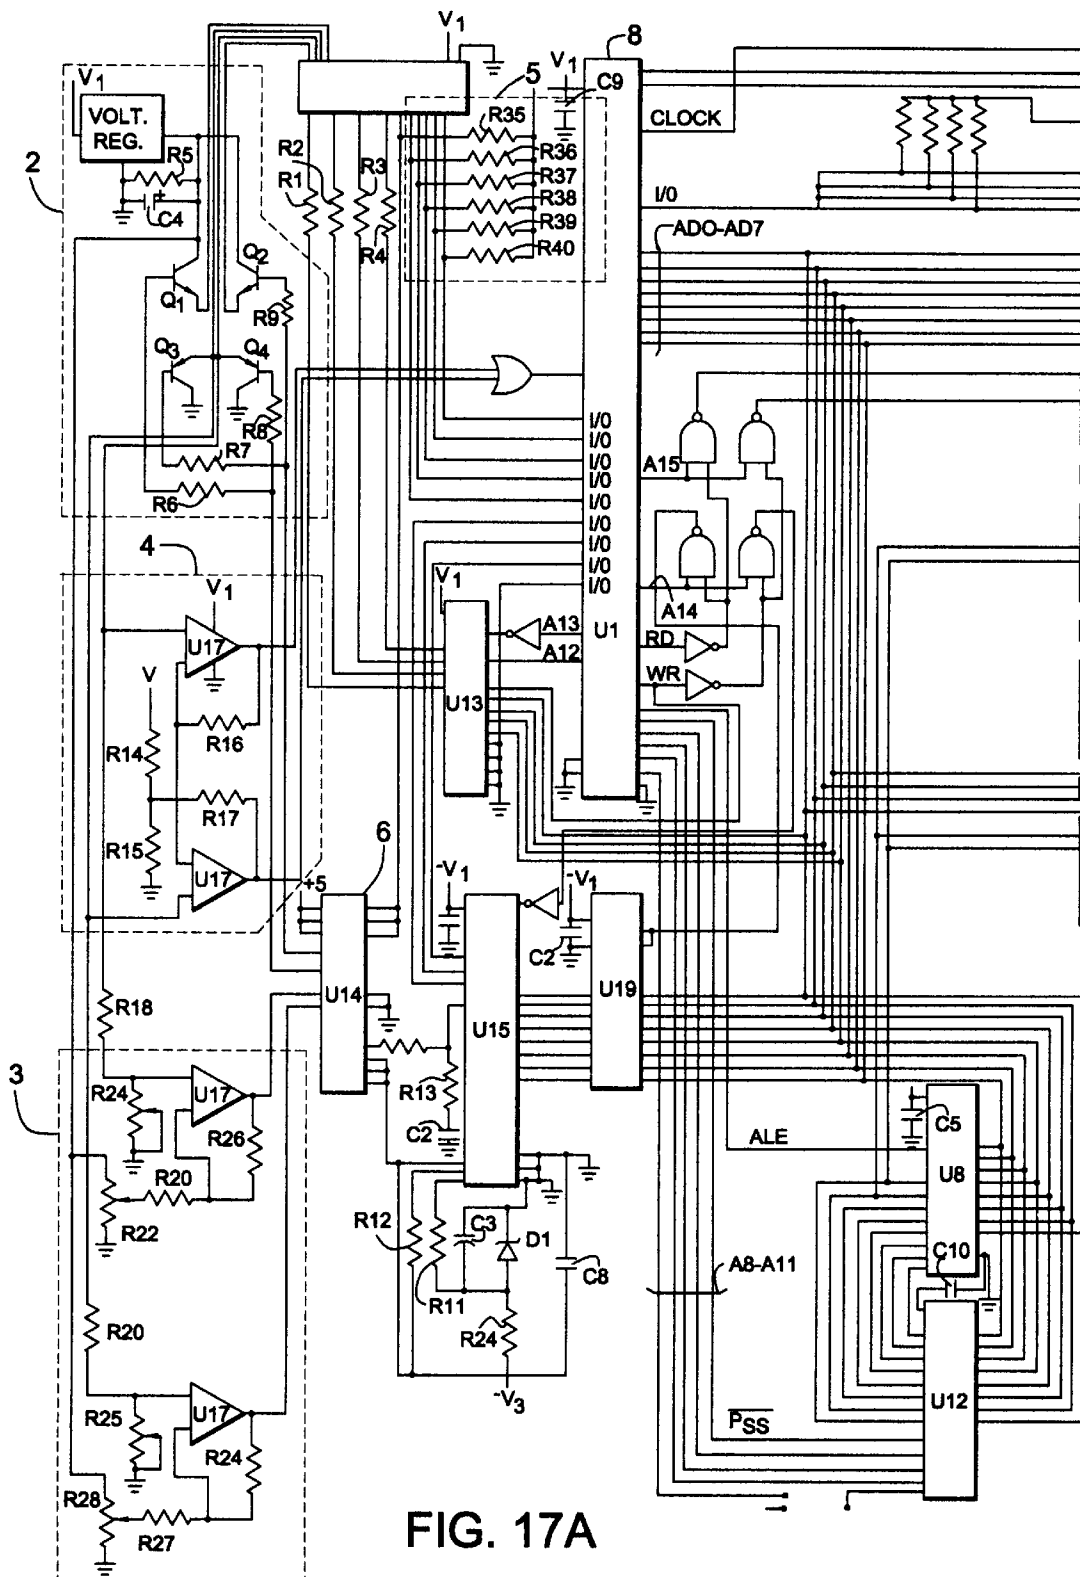 V1
8
V1
5
V1
C9
VOLT.
REG.
R35
CLOCK
R5
R2
R3
R36
2
R1
R37
I/0
C4
R38
ADO-AD7
R39
R4
R40
Q1
Q2
R9
Q3
Q4
R8
I/0
R7
I/0
I/0
A15
R6
I/0
I/0
I/0
4
I/0
I/0
V1
V1
I/0
A14
A13
U1
U17
RD
A12
V
WR
U13
R16
R14
R17
6
R15
U17
+5
-V1
-V1
C2
U14
U19
R18
U15
3
R24
U17
R13
C5
R26
C2
ALE
U8
R20
R12
C3
D1
C10
R22
C8
A8-A11
R11
R20
R24
U12
-V3
U17
R25
PSS
R24
R28
R27
FIG. 17A